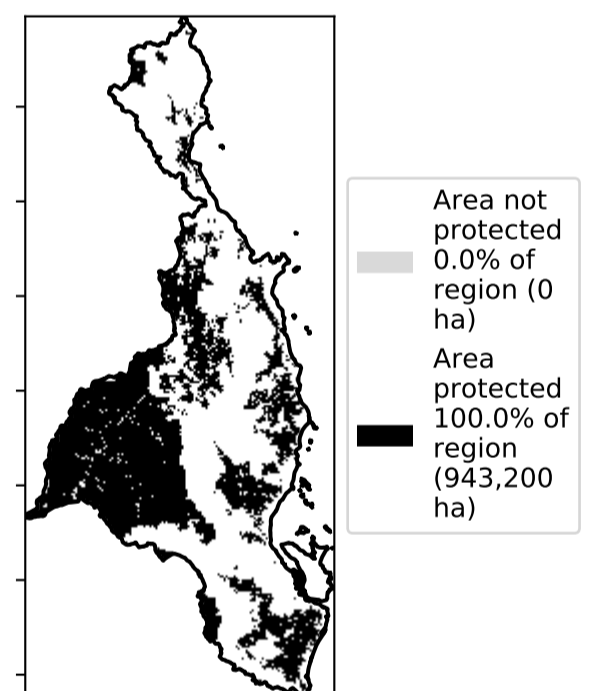 Area not
protected
0.0% of
region (0
ha)
Area
protected
100.0% of
region
(943,200
ha)